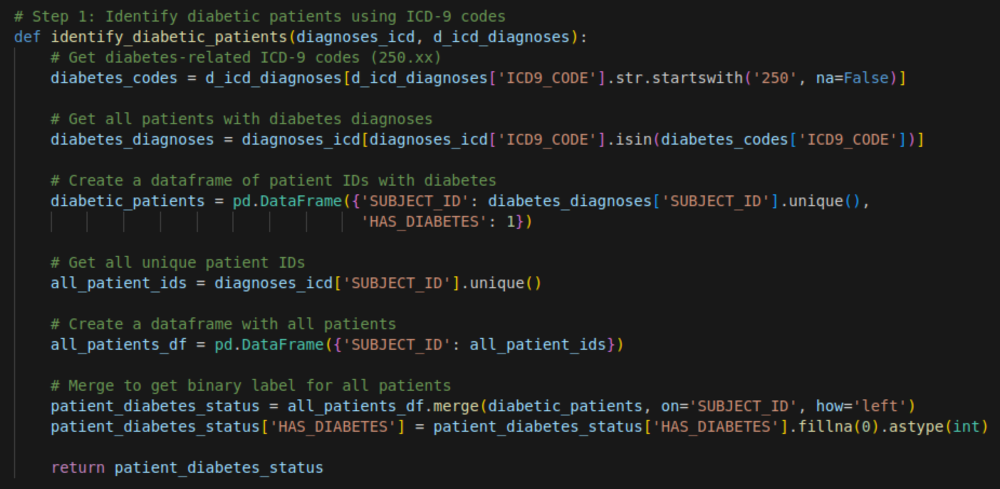 # Step 1: Identify diabetic patients using ICD-9 codes
def identify_diabetic_patients(diagnoses_icd, d_icd_diagnoses):
    # Get diabetes-related ICD-9 codes (250.xx)
    diabetes_codes = d_icd_diagnoses[d_icd_diagnoses['ICD9_CODE'].str.startswith('250', na=False)]

    # Get all patients with diabetes diagnoses
    diabetes_diagnoses = diagnoses_icd[diagnoses_icd['ICD9_CODE'].isin(diabetes_codes['ICD9_CODE'])]

    # Create a dataframe of patient IDs with diabetes
    diabetic_patients = pd.DataFrame({'SUBJECT_ID': diabetes_diagnoses['SUBJECT_ID'].unique(),
                                      'HAS_DIABETES': 1})

    # Get all unique patient IDs
    all_patient_ids = diagnoses_icd['SUBJECT_ID'].unique()

    # Create a dataframe with all patients
    all_patients_df = pd.DataFrame({'SUBJECT_ID': all_patient_ids})

    # Merge to get binary label for all patients
    patient_diabetes_status = all_patients_df.merge(diabetic_patients, on='SUBJECT_ID', how='left')
    patient_diabetes_status['HAS_DIABETES'] = patient_diabetes_status['HAS_DIABETES'].fillna(0).astype(int)

    return patient_diabetes_status